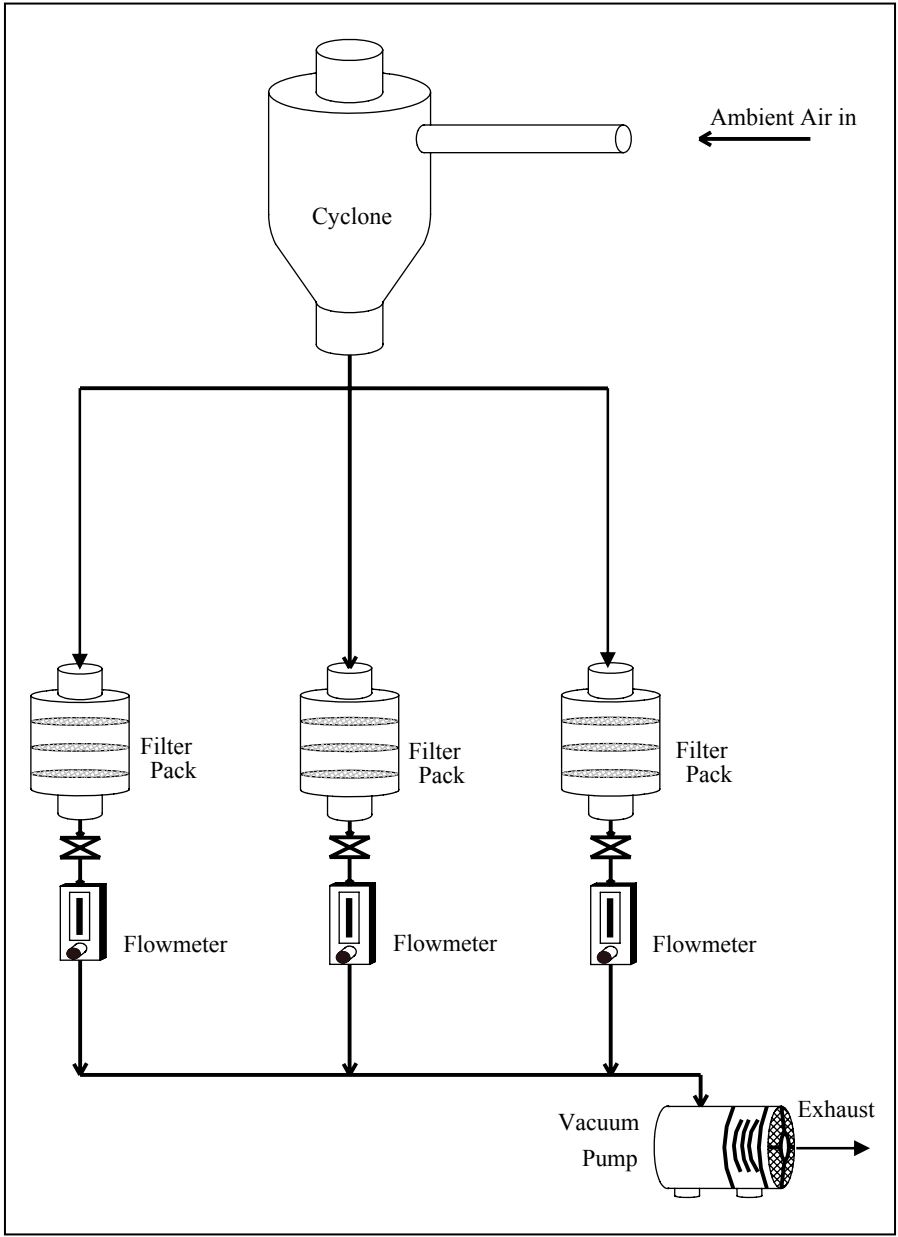 Ambient Air in
Cyclone
Filter
Pack
Filter
Pack
Filter
Pack
Flowmeter
Flowmeter
Flowmeter
Vacuum
Pump
Exhaust